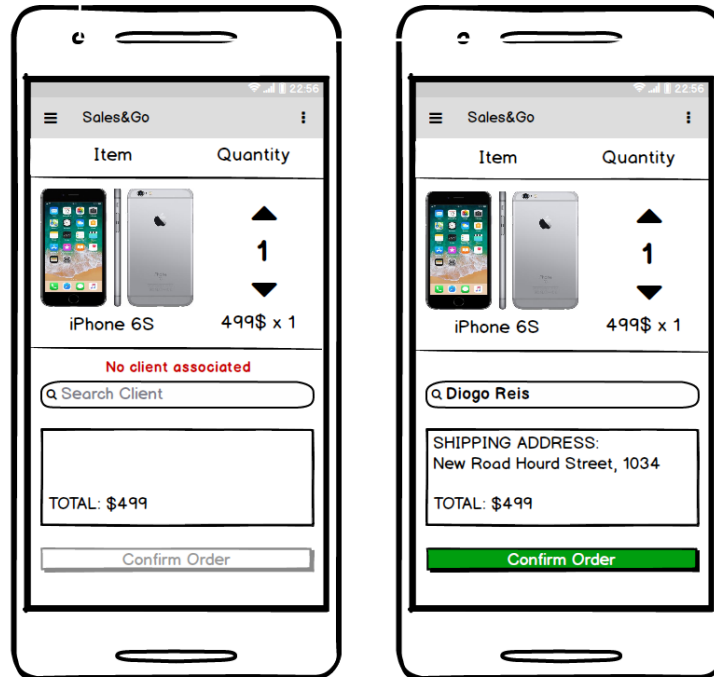 22:56
Sales&Go
Item Quantity
1
iPhone 6S 499$ x 1
No client associated
Search Client
TOTAL: $499
Confirm Order
22:56
Sales&Go
Item Quantity
1
iPhone 6S 499$ x 1
Diogo Reis
SHIPPING ADDRESS:
New Road Hourd Street, 1034
TOTAL: $499
Confirm Order